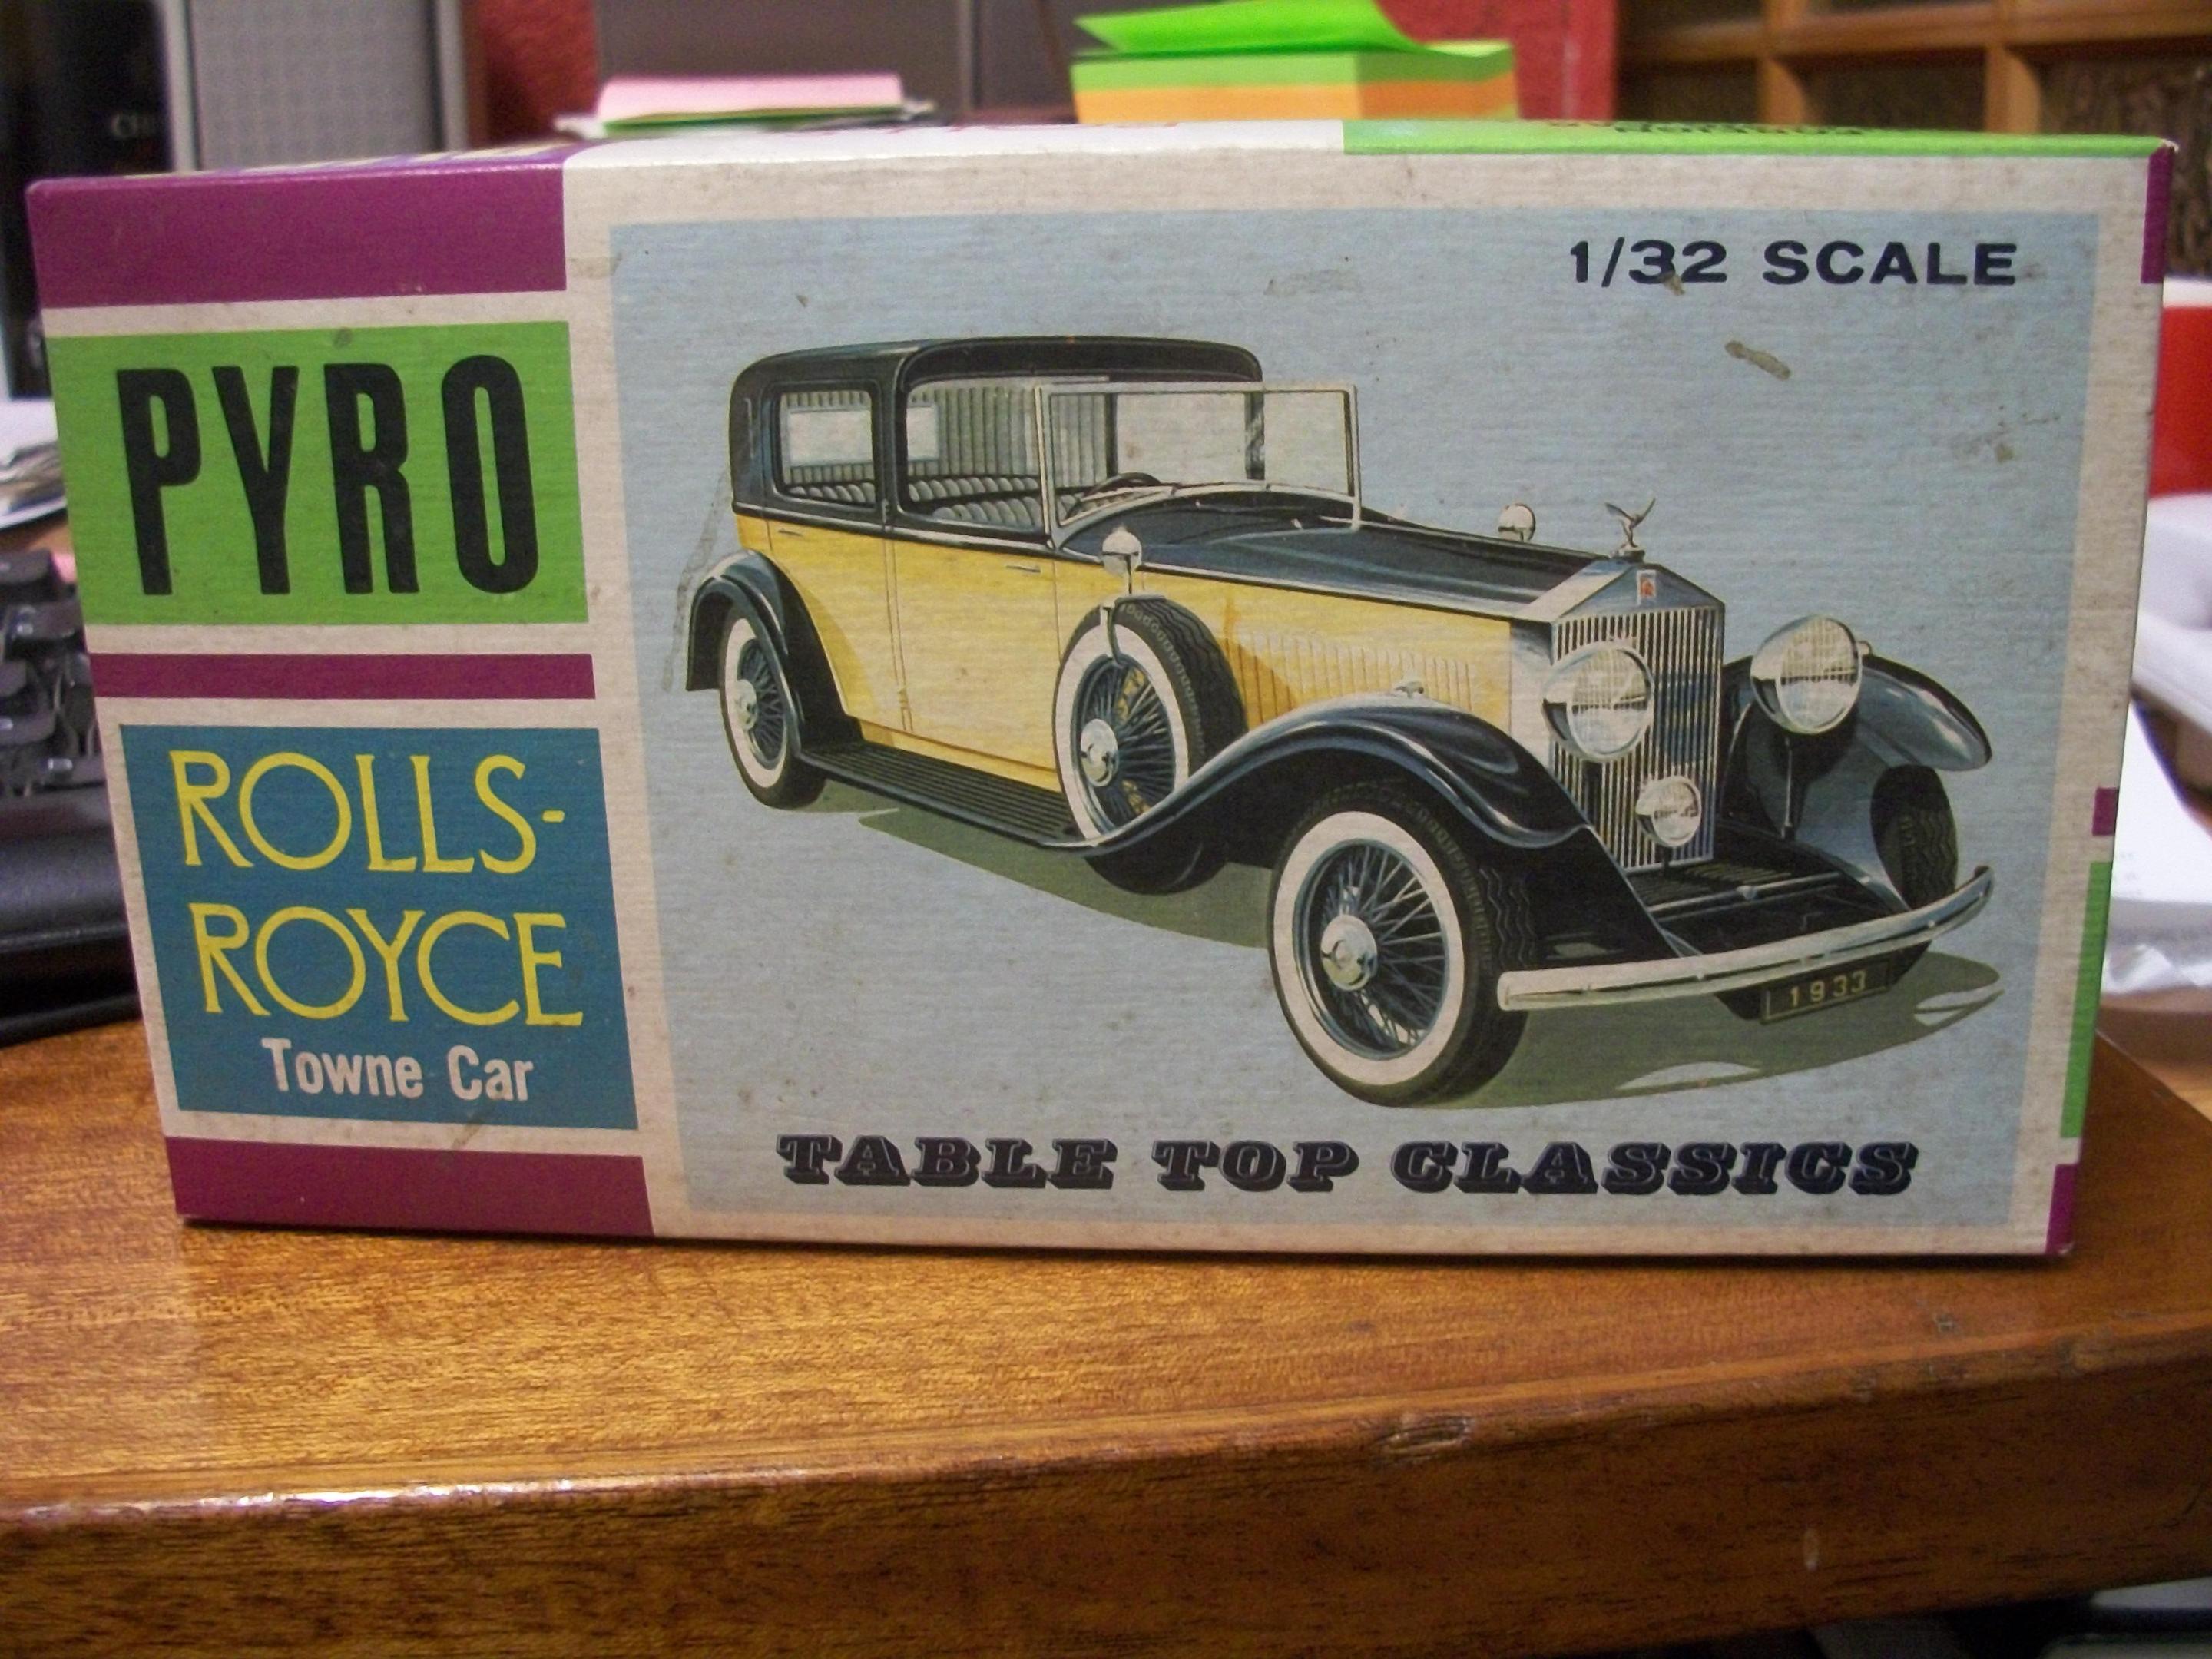 1/32 SCALE
PYRO
ROLLS-
ROYCE
Towne Car
1933
TABLE TOP CLASSICS